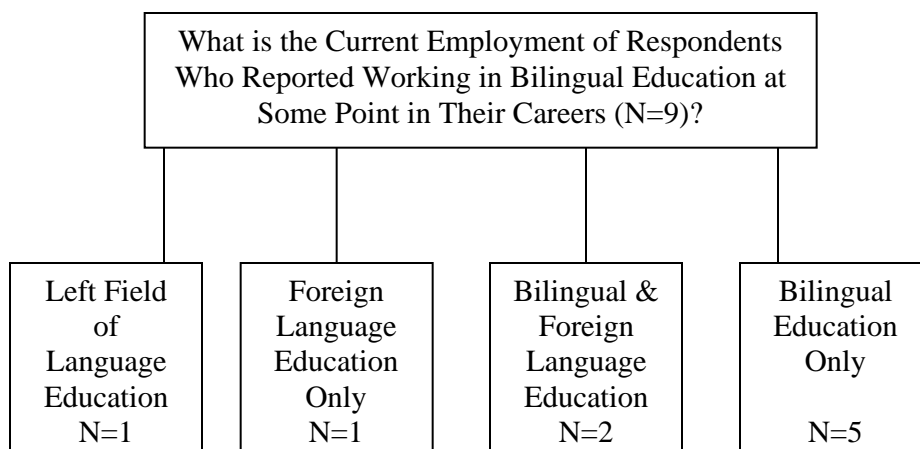 What is the Current Employment of Respondents
Who Reported Working in Bilingual Education at
Some Point in Their Careers (N=9)?
Left Field
of
Language
Education
N=1
Foreign
Language
Education
Only
N=1
Bilingual &
Foreign
Language
Education
N=2
Bilingual
Education
Only
N=5